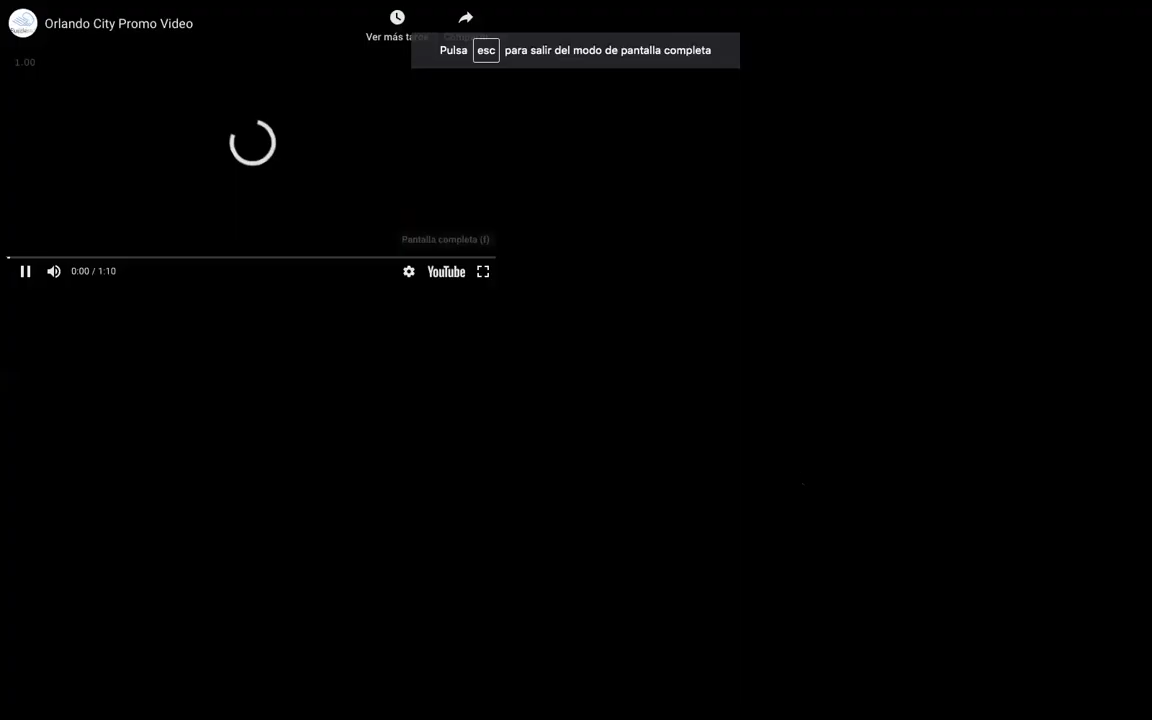 Orlando City Promo Video
Ver más tarde
Pulsa esc para salir del modo de pantalla completa
1.00
Pantalla completa (f)
0:00 / 1:10
YouTube